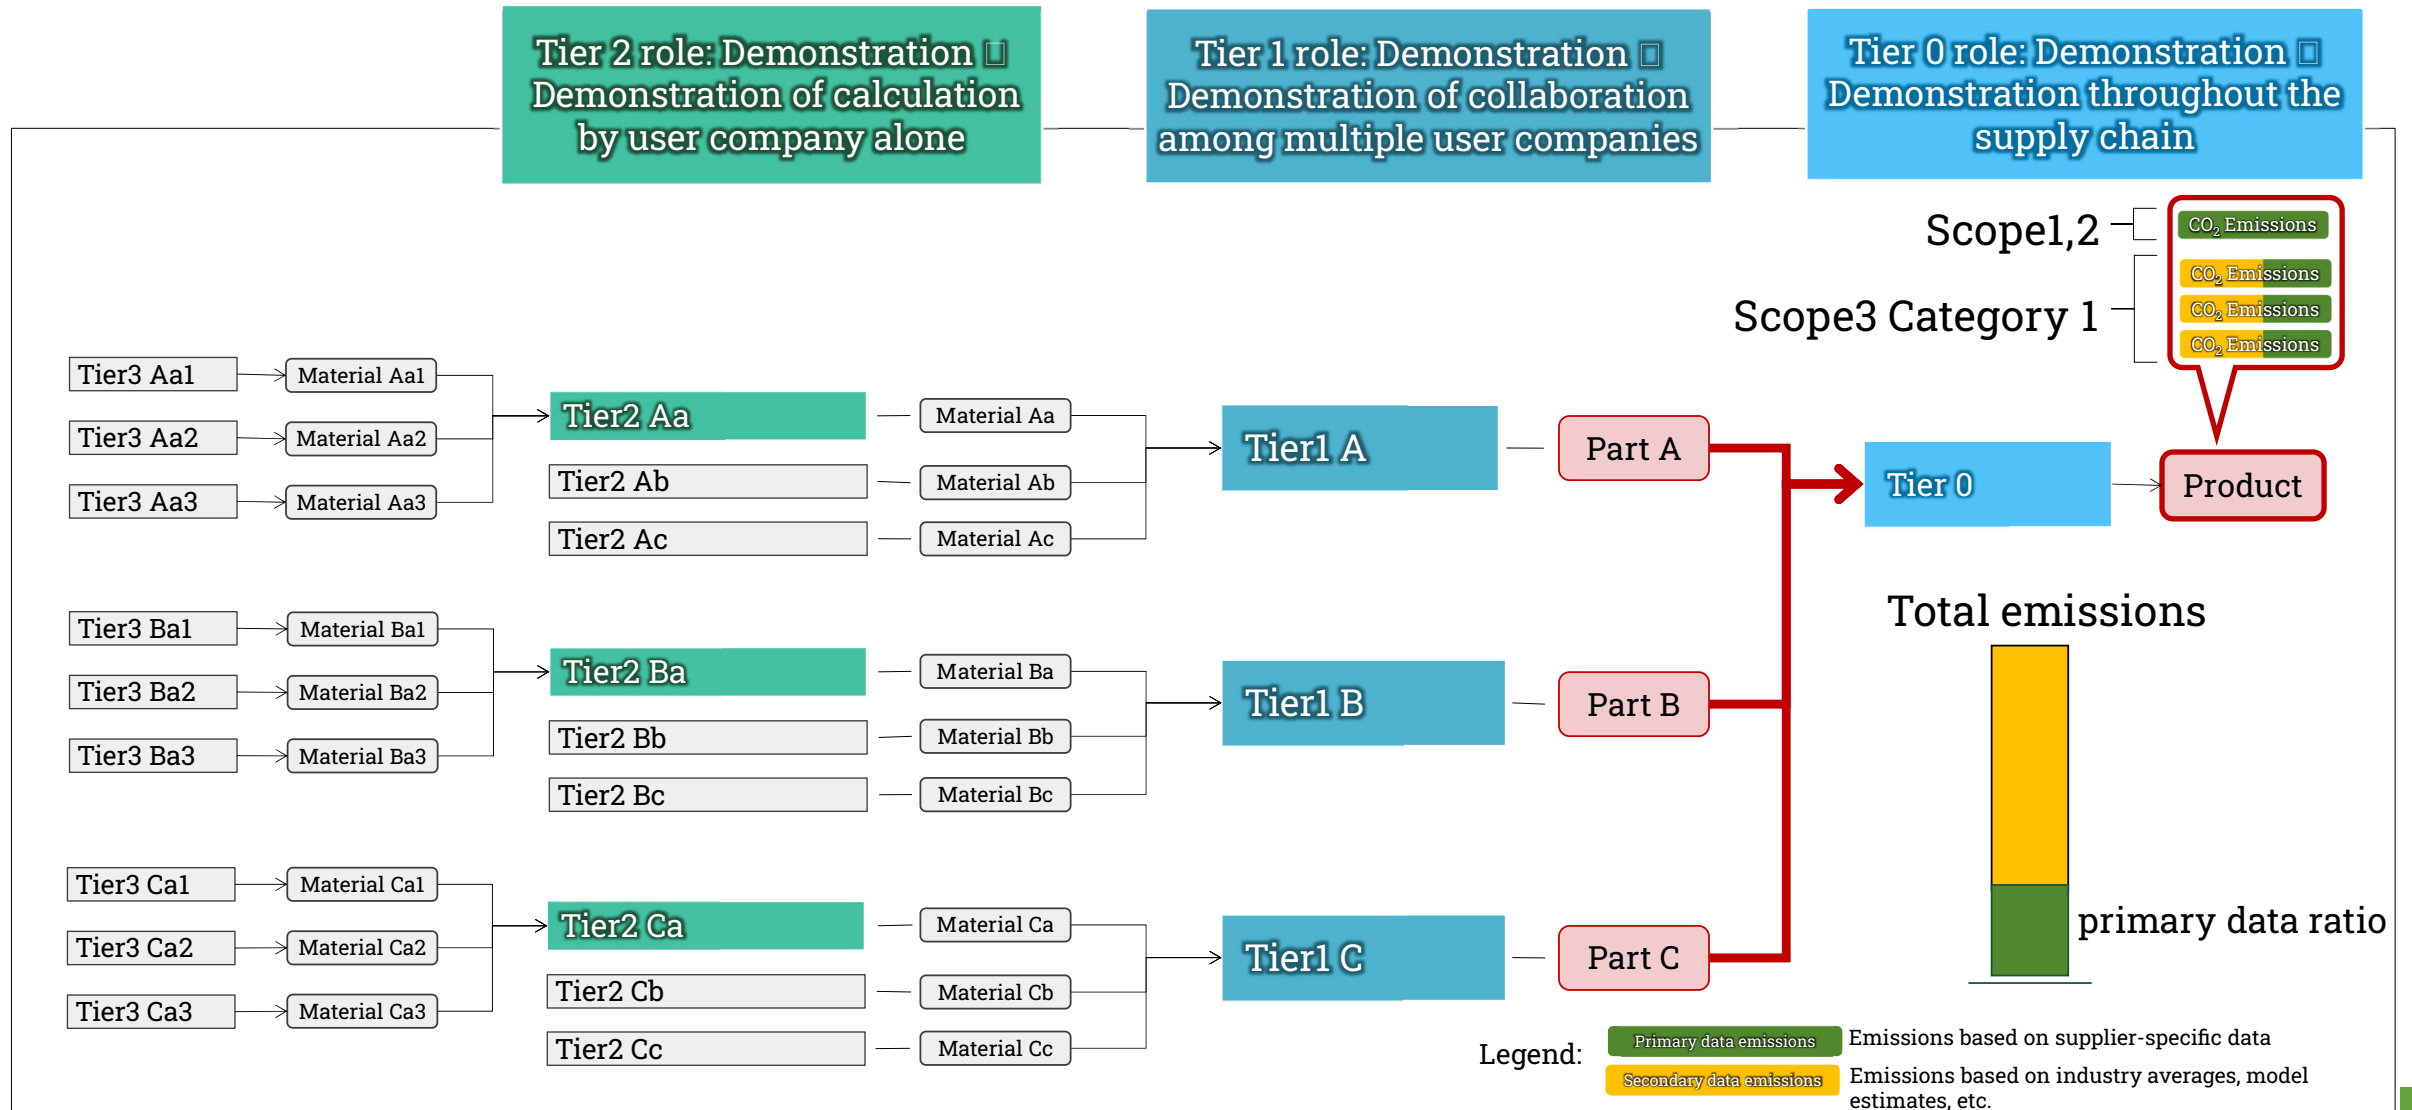 Tier 2 role: Demonstration
Demonstration of calculation
by user company alone
Tier 1 role: Demonstration
Demonstration of collaboration
among multiple user companies
Tier 0 role: Demonstration
Demonstration throughout the
supply chain
Scope1,2
CO₂ Emissions
Scope3 Category 1
CO₂ Emissions
CO₂ Emissions
CO₂ Emissions
Tier3 Aa1
Material Aa1
Tier3 Aa2
Material Aa2
Tier3 Aa3
Material Aa3
Tier2 Aa
Material Aa
Tier2 Ab
Material Ab
Tier2 Ac
Material Ac
Tier1 A
Part A
Tier 0
Product
Tier3 Ba1
Material Ba1
Tier3 Ba2
Material Ba2
Tier3 Ba3
Material Ba3
Tier2 Ba
Material Ba
Tier2 Bb
Material Bb
Tier2 Bc
Material Bc
Tier1 B
Part B
Total emissions
primary data ratio
Tier3 Ca1
Material Ca1
Tier3 Ca2
Material Ca2
Tier3 Ca3
Material Ca3
Tier2 Ca
Material Ca
Tier2 Cb
Material Cb
Tier2 Cc
Material Cc
Tier1 C
Part C
Legend:
Primary data emissions
Emissions based on supplier-specific data
Secondary data emissions
Emissions based on industry averages, model
estimates, etc.